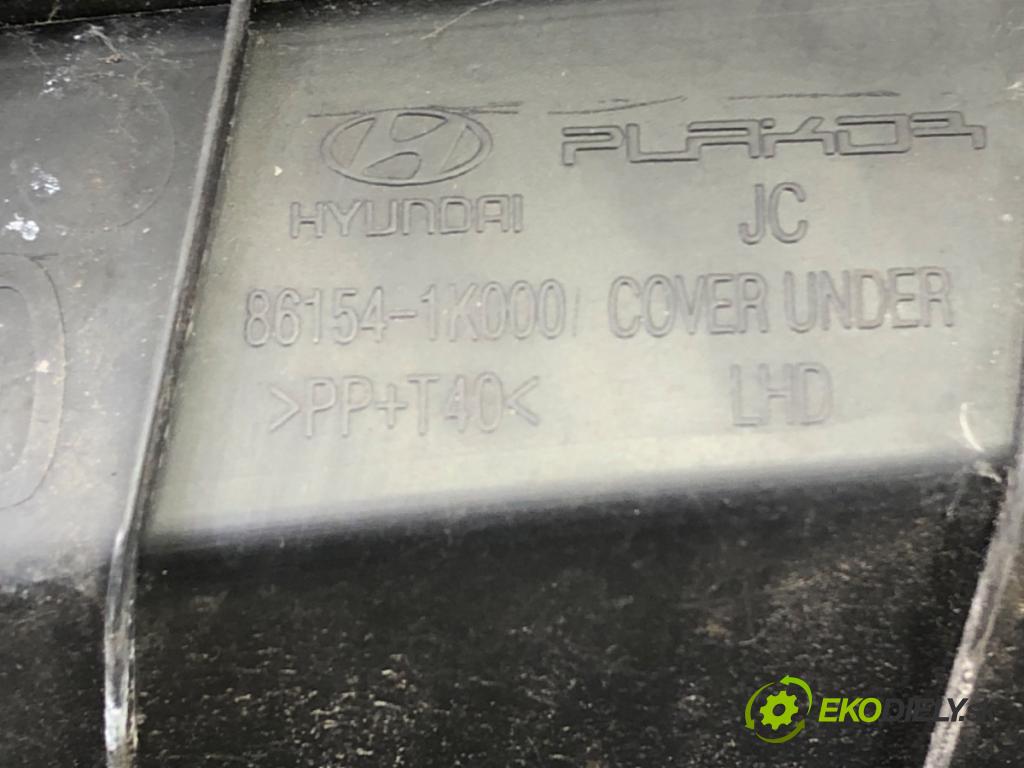 HYUNDAI PLAKOR
JC
86154-1K000/ COVER UNDER
>PP+T40< LHD
EKODIELY.